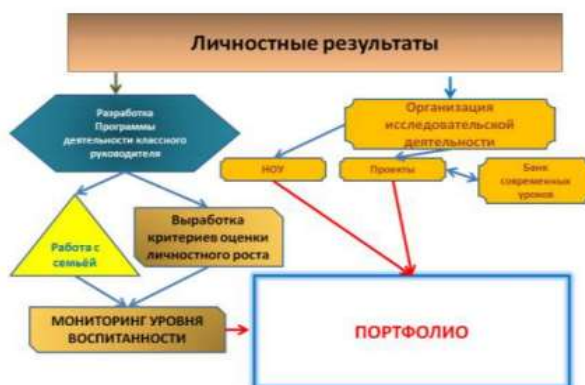 Личностные результаты
Разработка
Программы
деятельности классного
руководителя
Организация
исследовательской
деятельности
НОУ
Проекты
Банк
современных
уроков
Работа с
семьёй
Выработка
критериев оценки
личностного роста
МОНИТОРИНГ УРОВНЯ
ВОСПИТАННОСТИ
ПОРТФОЛИО